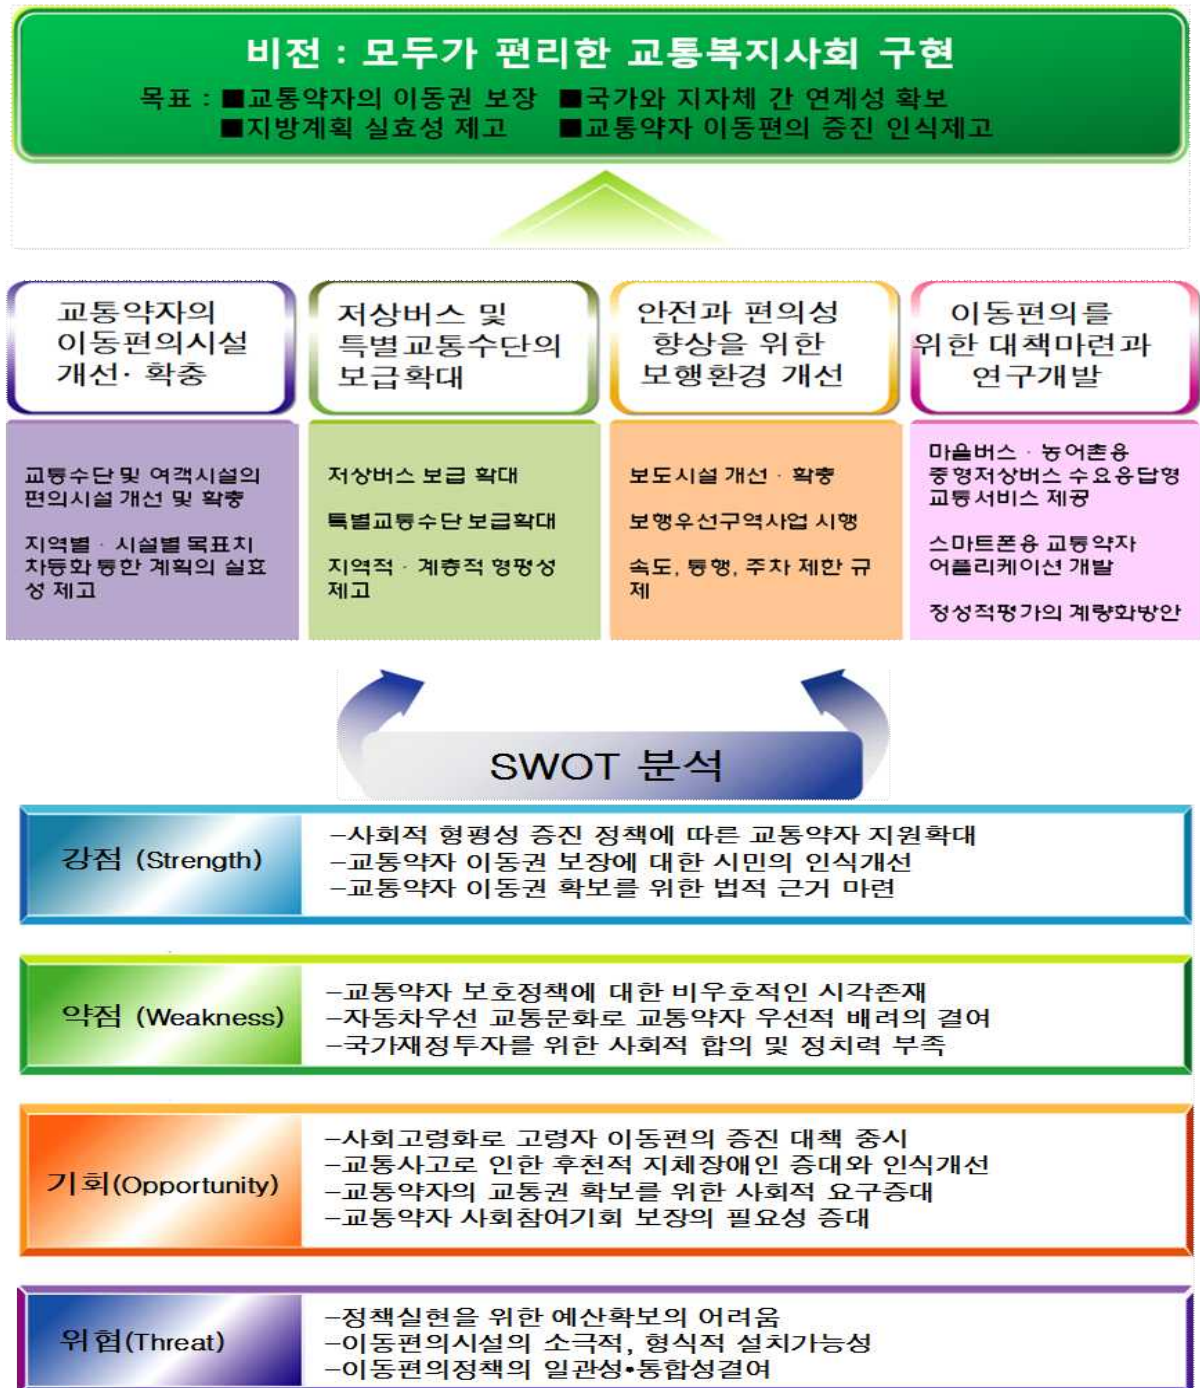 비전 : 모두가 편리한 교통복지사회 구현
목표 : ■교통약자의 이동권 보장 ■국가와 지자체 간 연계성 확보
■지방계획 실효성 제고 ■교통약자 이동편의 증진 인식제고
교통약자의
이동편의시설
개선· 확충
교통수단 및 여객시설의
편의시설 개선 및 확충
지역별 · 시설별 목표치
차등화 통한 계획의 실효
성 제고
저상버스 및
특별교통수단의
보급확대
저상버스 보급 확대
특별교통수단 보급확대
지역적 · 계층적 형평성
제고
안전과 편의성
향상을 위한
보행환경 개선
보도시설 개선 · 확충
보행우선구역사업 시행
속도, 통행, 주차 제한 규
제
이동편의를
위한 대책마련과
연구개발
마을버스 · 농어촌용
중형저상버스 수요응답형
교통서비스 제공
스마트폰용 교통약자
어플리케이션 개발
정성적평가의 계량화방안
SWOT 분석
강점 (Strength)
-사회적 형평성 증진 정책에 따른 교통약자 지원확대
-교통약자 이동권 보장에 대한 시민의 인식개선
-교통약자 이동권 확보를 위한 법적 근거 마련
약점 (Weakness)
-교통약자 보호정책에 대한 비우호적인 시각존재
-자동차우선 교통문화로 교통약자 우선적 배려의 결여
-국가재정투자를 위한 사회적 합의 및 정치력 부족
기회(Opportunity)
-사회고령화로 고령자 이동편의 증진 대책 중시
-교통사고로 인한 후천적 지체장애인 증대와 인식개선
-교통약자의 교통권 확보를 위한 사회적 요구증대
-교통약자 사회참여기회 보장의 필요성 증대
위협(Threat)
-정책실현을 위한 예산확보의 어려움
-이동편의시설의 소극적, 형식적 설치가능성
-이동편의정책의 일관성•통합성결여